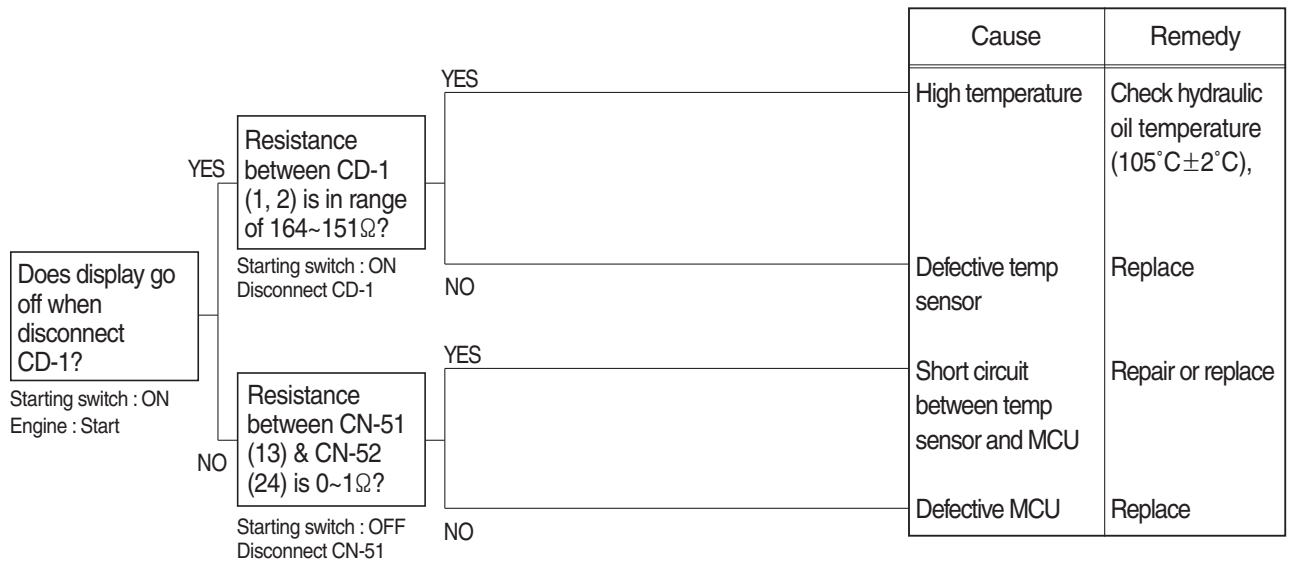 Cause
Remedy
YES
High temperature
Check hydraulic
oil temperature
(105˚C±2˚C),
Resistance
between CD-1
(1, 2) is in range
of 164~151Ω?
YES
Starting switch : ON
Disconnect CD-1
NO
Defective temp
sensor
Replace
Does display go
off when
disconnect
CD-1?
Starting switch : ON
Engine : Start
YES
Short circuit
between temp
sensor and MCU
Repair or replace
Resistance
between CN-51
(13) & CN-52
(24) is 0~1Ω?
NO
Starting switch : OFF
Disconnect CN-51
NO
Defective MCU
Replace